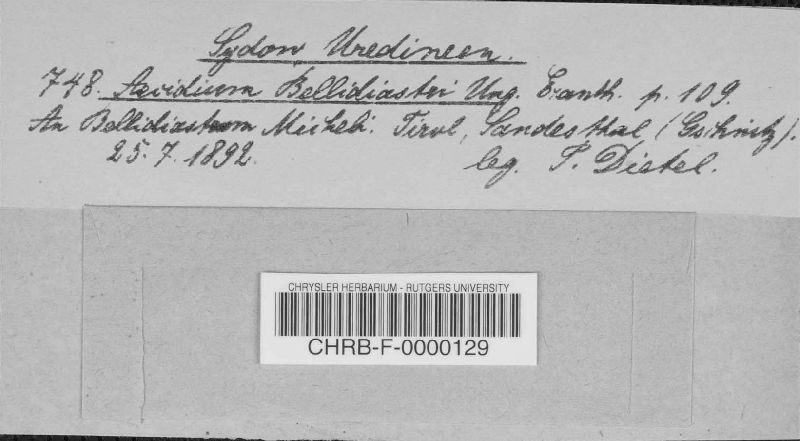 Sydow, Uredineen.
748. Aecidium Bellidiastri Ung. Exanth. p. 109.
An Bellidiastrum Micheli. Tirol, Sandesthal (Gschnitz).
25. 7. 1892. leg. P. Dietel.
CHRYSLER HERBARIUM - RUTGERS UNIVERSITY
CHRB-F-0000129